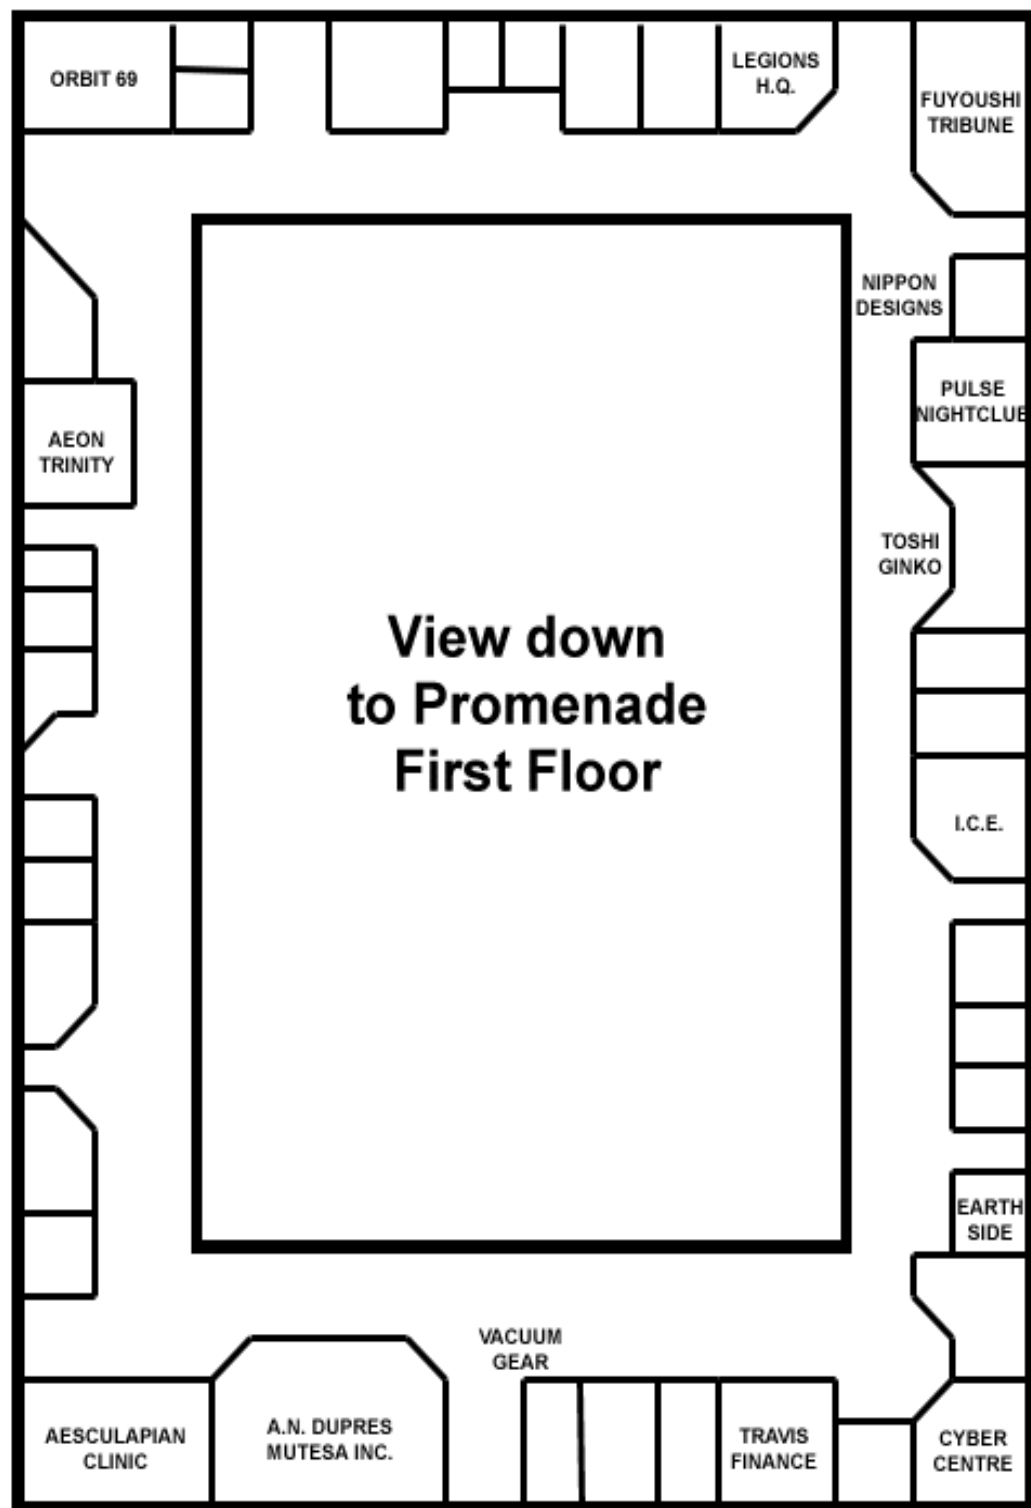 ORBIT 69
LEGIONS
H.Q.
FUYOUSHI
TRIBUNE
NIPPON
DESIGNS
PULSE
NIGHTCLUB
AEON
TRINITY
TOSHI
GINKO
View down
to Promenade
First Floor
I.C.E.
EARTH
SIDE
VACUUM
GEAR
AESCULAPIAN
CLINIC
A.N. DUPRES
MUTESA INC.
TRAVIS
FINANCE
CYBER
CENTRE